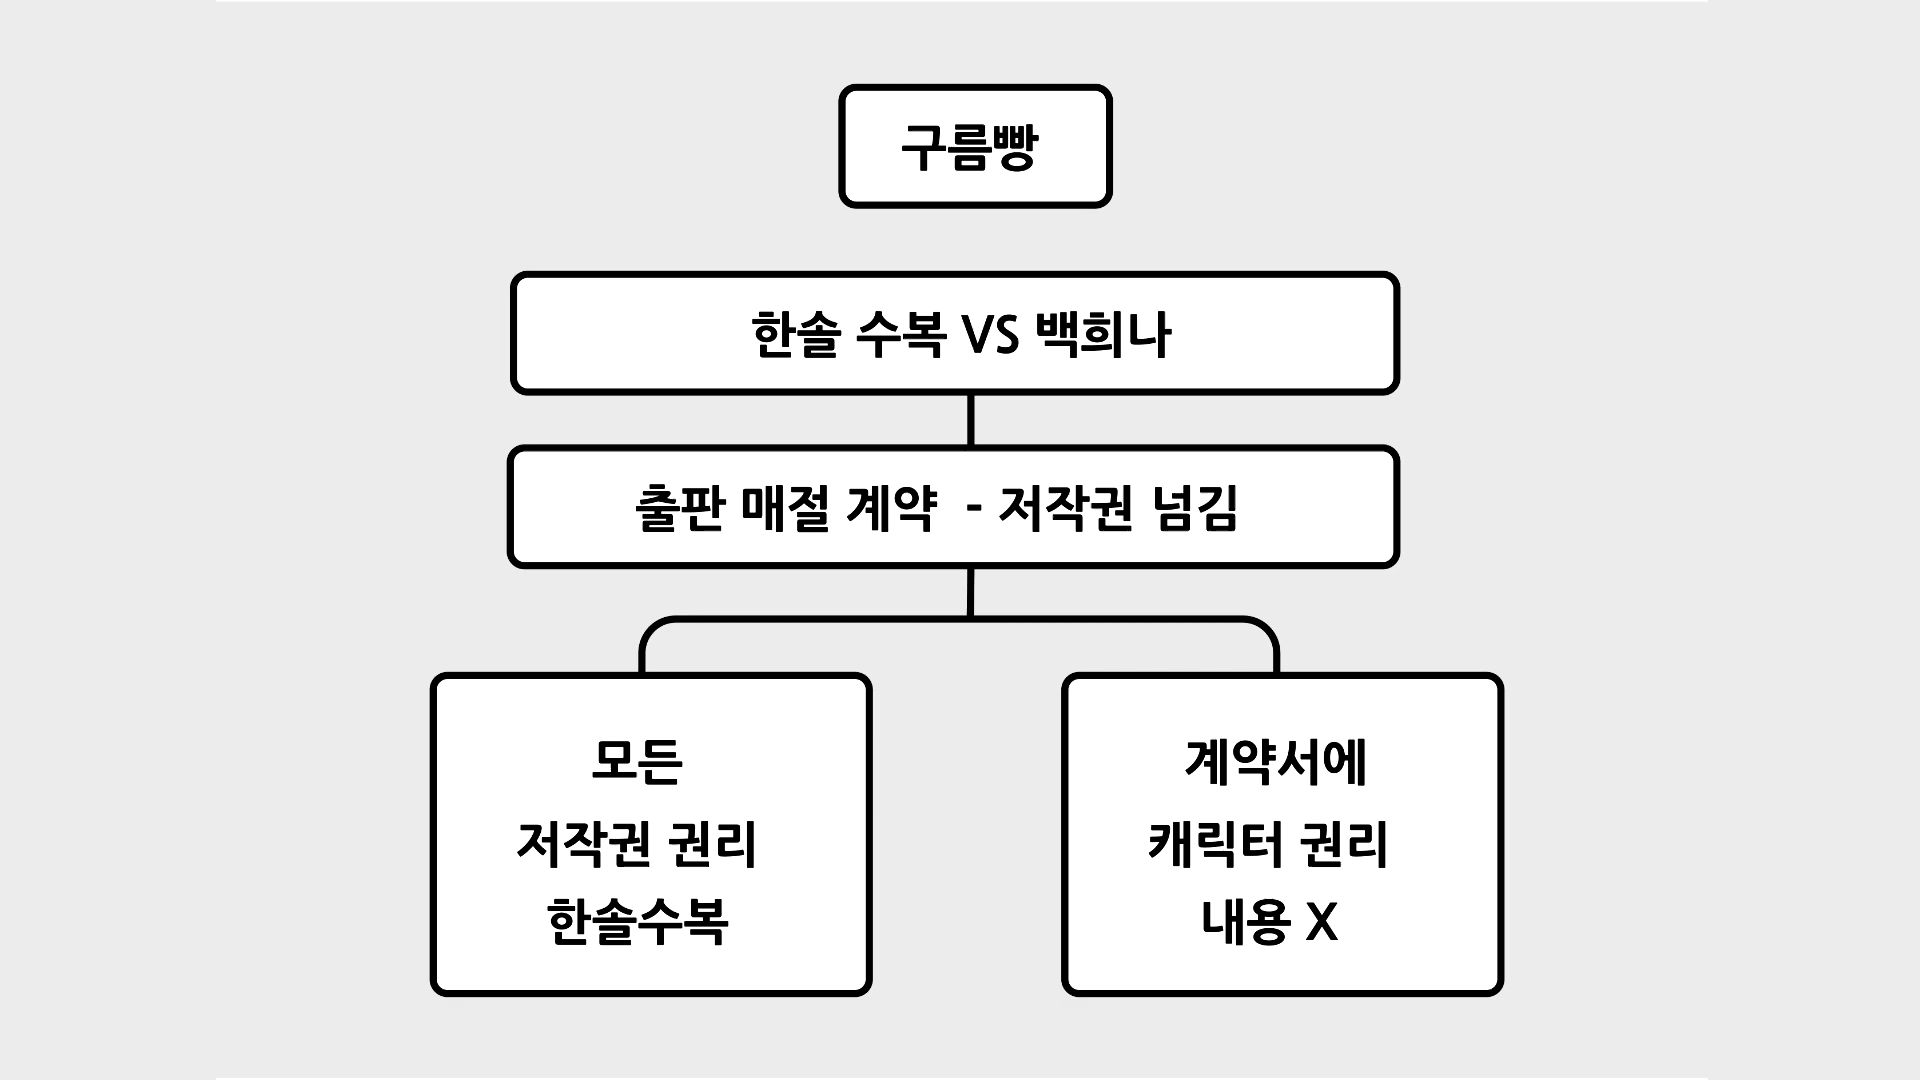 구름빵
한솔 수복 VS 백희나
출판 매절 계약 - 저작권 넘김
모든
저작권 권리
한솔수복
계약서에
캐릭터 권리
내용 X